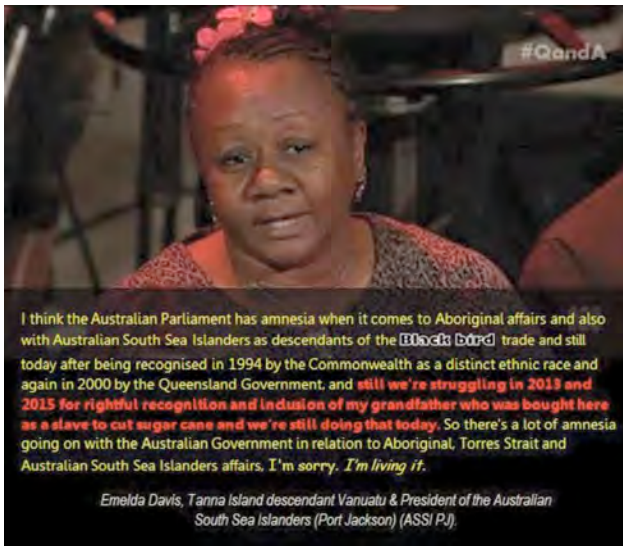 #QandA
I think the Australian Parliament has amnesia when it comes to Aboriginal affairs and also
with Australian South Sea Islanders as descendants of the Black bird trade and still
today after being recognised in 1994 by the Commonwealth as a distinct ethnic race and
again in 2000 by the Queensland Government, and still we're struggling in 2013 and
2015 for rightful recognition and inclusion of my grandfather who was bought here
as a slave to cut sugar cane and we're still doing that today. So there's a lot of amnesia
going on with the Australian Government in relation to Aboriginal, Torres Strait and
Australian South Sea Islanders affairs, I'm sorry. I'm living it.
Emelda Davis, Tanna Island descendant Vanuatu & President of the Australian
South Sea Islanders (Port Jackson) (ASSI PJ).